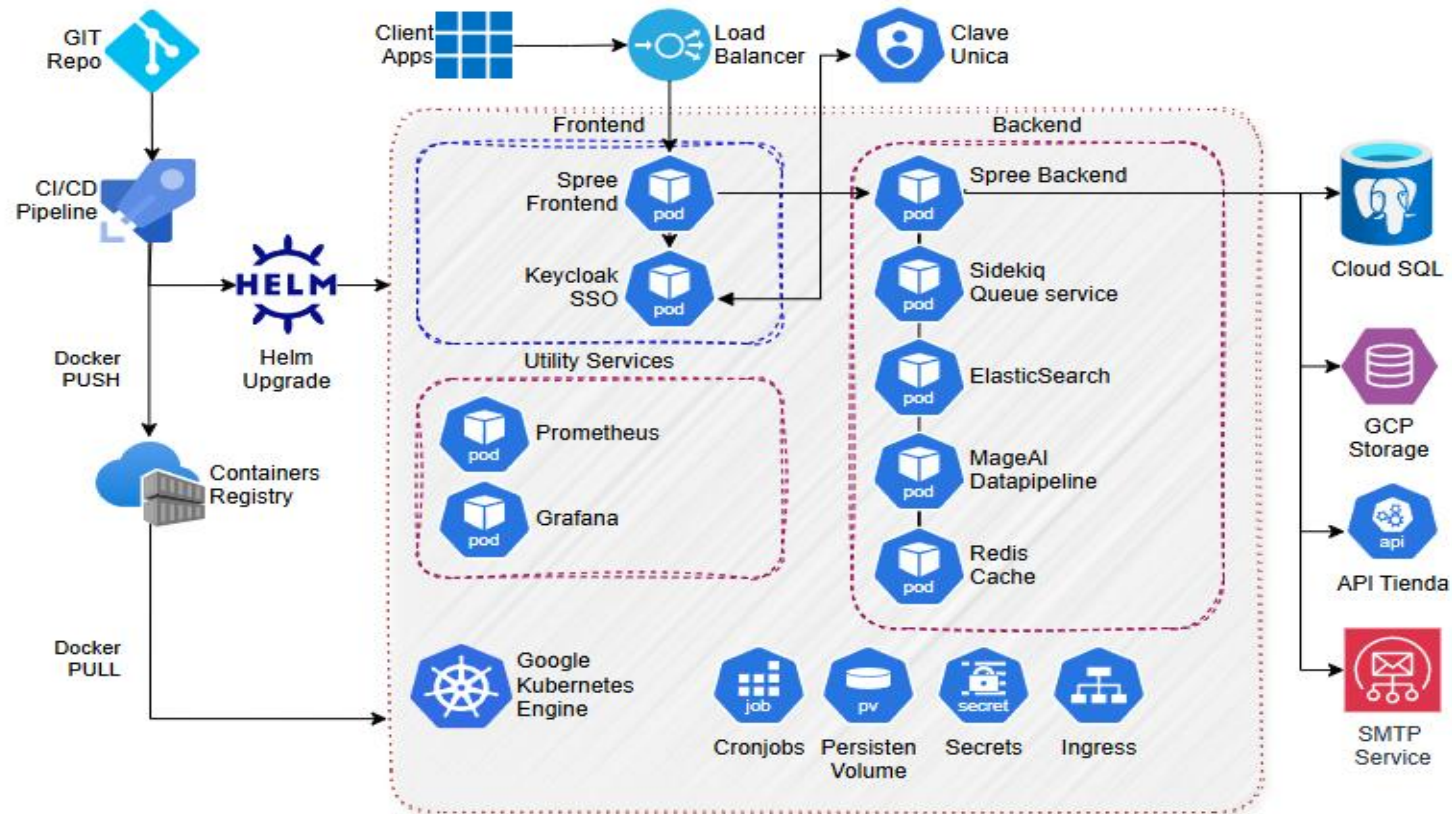 GIT
Repo
Client
Apps
Load
Balancer
Clave
Unica
Frontend
Backend
Spree
Frontend
pod
pod
Spree Backend
CI/CD
Pipeline
HELM
Helm
Upgrade
Keycloak
SSO
pod
pod
Sidekiq
Queue service
Cloud SQL
Docker
PUSH
Utility Services
pod
ElasticSearch
pod
Prometheus
pod
MageAI
Datapipeline
GCP
Storage
Containers
Registry
pod
Grafana
pod
Redis
Cache
api
API Tienda
Docker
PULL
Google
Kubernetes
Engine
job
Cronjobs
pv
Persisten
Volume
secret
Secrets
Ingress
SMTP
Service